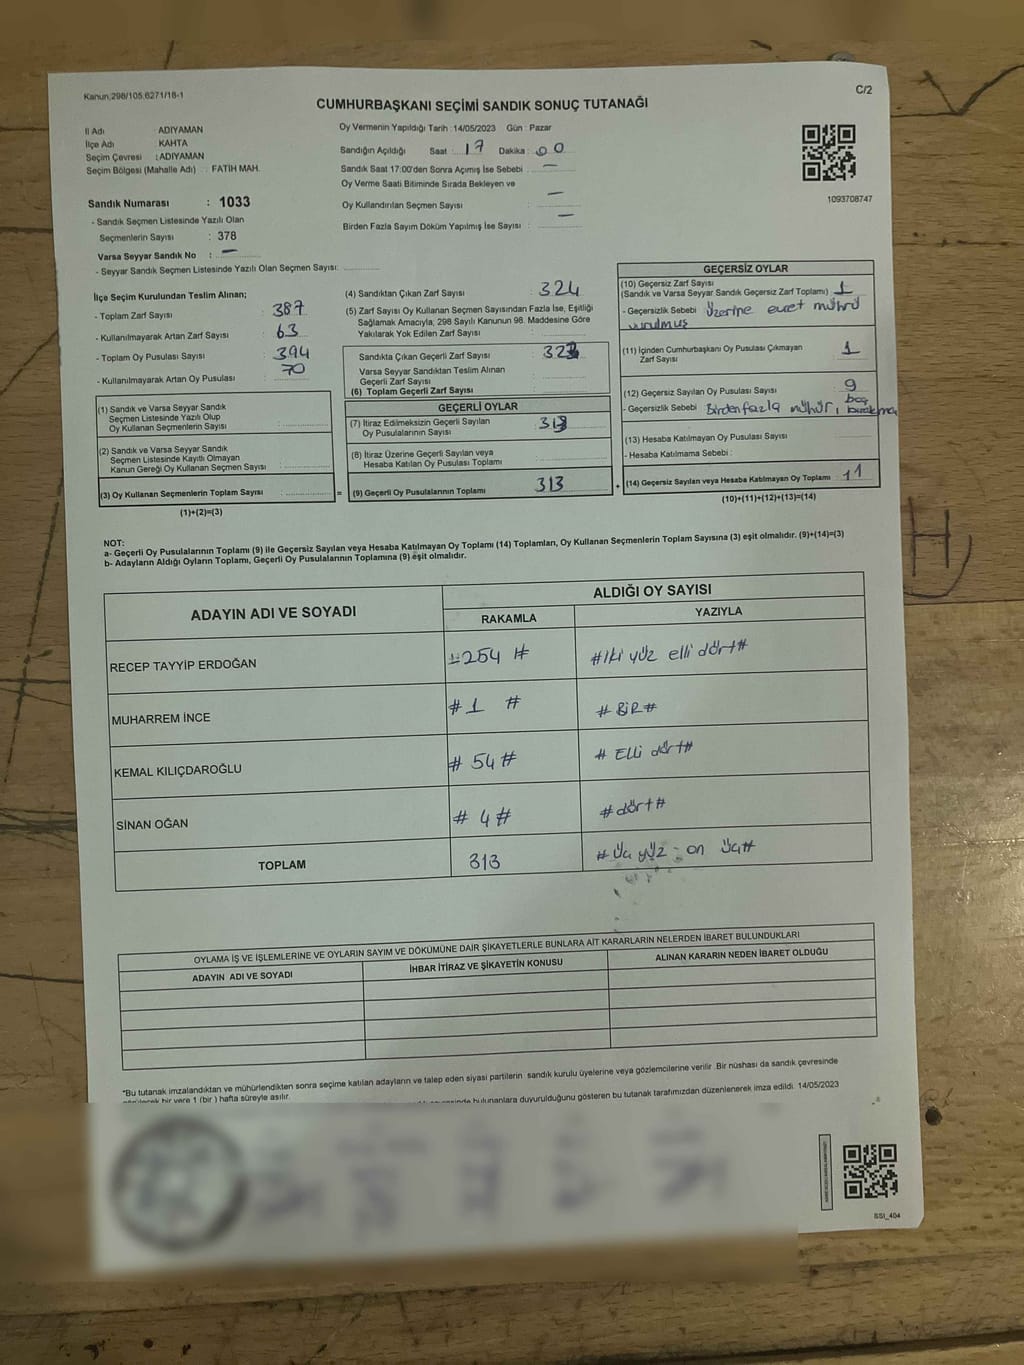 Kanun:298/105,6271/18-1
C/2
CUMHURBAŞKANI SEÇİMİ SANDIK SONUÇ TUTANAĞI
İl Adı ADIYAMAN
İlçe Adı KAHTA
Seçim Çevresi : ADIYAMAN
Seçim Bölgesi (Mahalle Adı) : FATİH MAH.
Sandık Numarası : 1033
- Sandık Seçmen Listesinde Yazılı Olan
Seçmenlerin Sayısı : 378
Varsa Seyyar Sandık No : —
- Seyyar Sandık Seçmen Listesinde Yazılı Olan Seçmen Sayısı:
Oy Vermenin Yapıldığı Tarih : 14/05/2023 Gün : Pazar
Sandığın Açıldığı Saat : 17 Dakika : 00
Sandık Saat 17:00'den Sonra Açımış İse Sebebi : —
Oy Verme Saati Bitiminde Sırada Bekleyen ve
Oy Kullandırılan Seçmen Sayısı : —
Birden Fazla Sayım Döküm Yapılmış İse Sayısı : —
1093708747
İlçe Seçim Kurulundan Teslim Alınan;
- Toplam Zarf Sayısı : 387
- Kullanılmayarak Artan Zarf Sayısı : 63
- Toplam Oy Pusulası Sayısı : 394
- Kullanılmayarak Artan Oy Pusulası : 70
(1) Sandık ve Varsa Seyyar Sandık
Seçmen Listesinde Yazılı Olup
Oy Kullanan Seçmenlerin Sayısı :
(2) Sandık ve Varsa Seyyar Sandık
Seçmen Listesinde Kayıtlı Olmayan
Kanun Gereği Oy Kullanan Seçmen Sayısı :
(3) Oy Kullanan Seçmenlerin Toplam Sayısı : =
(1)+(2)=(3)
(4) Sandıktan Çıkan Zarf Sayısı : 324
(5) Zarf Sayısı Oy Kullanan Seçmen Sayısından Fazla İse, Eşitliği
Sağlamak Amacıyla, 298 Sayılı Kanunun 98. Maddesine Göre
Yakılarak Yok Edilen Zarf Sayısı :
Sandıkta Çıkan Geçerli Zarf Sayısı : 323
Varsa Seyyar Sandıktan Teslim Alınan
Geçerli Zarf Sayısı :
(6) Toplam Geçerli Zarf Sayısı :
GEÇERLİ OYLAR
(7) İtiraz Edilmeksizin Geçerli Sayılan
Oy Pusulalarının Sayısı : 313
(8) İtiraz Üzerine Geçerli Sayılan veya
Hesaba Katılan Oy Pusulası Toplamı :
(9) Geçerli Oy Pusulalarının Toplamı 313 +
GEÇERSİZ OYLAR
(10) Geçersiz Zarf Sayısı
(Sandık ve Varsa Seyyar Sandık Geçersiz Zarf Toplamı) : 1
- Geçersizlik Sebebi üzerine evet mührü
vurulmuş
(11) İçinden Cumhurbaşkanı Oy Pusulası Çıkmayan
Zarf Sayısı 1
(12) Geçersiz Sayılan Oy Pusulası Sayısı : 9
- Geçersizlik Sebebi Birden fazla mühür, boş bırakma
(13) Hesaba Katılmayan Oy Pusulası Sayısı
- Hesaba Katılmama Sebebi :
(14) Geçersiz Sayılan veya Hesaba Katılmayan Oy Toplamı 11
(10)+(11)+(12)+(13)=(14)
NOT:
a- Geçerli Oy Pusulalarının Toplamı (9) ile Geçersiz Sayılan veya Hesaba Katılmayan Oy Toplamı (14) Toplamları, Oy Kullanan Seçmenlerin Toplam Sayısına (3) eşit olmalıdır. (9)+(14)=(3)
b- Adayların Aldığı Oyların Toplamı, Geçerli Oy Pusulalarının Toplamına (9) eşit olmalıdır.
ADAYIN ADI VE SOYADI
ALDIĞI OY SAYISI
RAKAMLA YAZIYLA
RECEP TAYYİP ERDOĞAN #254 # #İki yüz elli dört#
MUHARREM İNCE #1 # #BİR#
KEMAL KILIÇDAROĞLU #54# #Elli dört#
SİNAN OĞAN #4# #dört#
TOPLAM 313 #üç yüz - on üç#
OYLAMA İŞ VE İŞLEMLERİNE VE OYLARIN SAYIM VE DÖKÜMÜNE DAİR ŞİKAYETLERLE BUNLARA AİT KARARLARIN NELERDEN İBARET BULUNDUKLARI
ADAYIN ADI VE SOYADI İHBAR İTİRAZ VE ŞİKAYETİN KONUSU ALINAN KARARIN NEDEN İBARET OLDUĞU
"Bu tutanak imzalandıktan ve mühürlendikten sonra seçime katılan adayların ve talep eden siyasi partilerin sandık kurulu üyelerine veya gözlemcilerine verilir. Bir nüshası da sandık çevresinde
görülecek bir yere 1 (bir) hafta süreyle asılır.
bulunanlara duyurulduğunu gösteren bu tutanak tarafımızdan düzenlenerek imza edildi. 14/05/2023
SSI_404
H